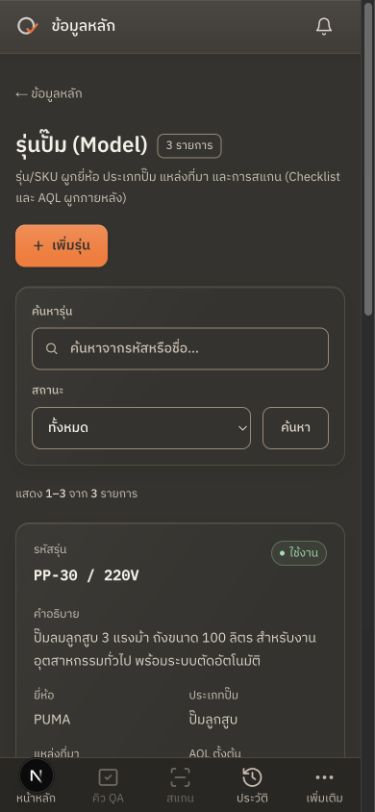 ข้อมูลหลัก
← ข้อมูลหลัก
รุ่นปั๊ม (Model) 3 รายการ
รุ่น/SKU ผูกยี่ห้อ ประเภทปั๊ม แหล่งที่มา และการสแกน (Checklist
และ AQL ผูกภายหลัง)
+ เพิ่มรุ่น
ค้นหารุ่น
ค้นหาจากรหัสหรือชื่อ...
สถานะ
ทั้งหมด ค้นหา
แสดง 1–3 จาก 3 รายการ
รหัสรุ่น ใช้งาน
PP-30 / 220V
คำอธิบาย
ปั๊มลมลูกสูบ 3 แรงม้า ถังขนาด 100 ลิตร สำหรับงาน
อุตสาหกรรมทั่วไป พร้อมระบบตัดอัตโนมัติ
ยี่ห้อ ประเภทปั๊ม
PUMA ปั๊มลูกสูบ
แหล่งที่มา AQL ตั้งต้น
N
หน้าหลัก คิว QA สแกน ประวัติ เพิ่มเติม